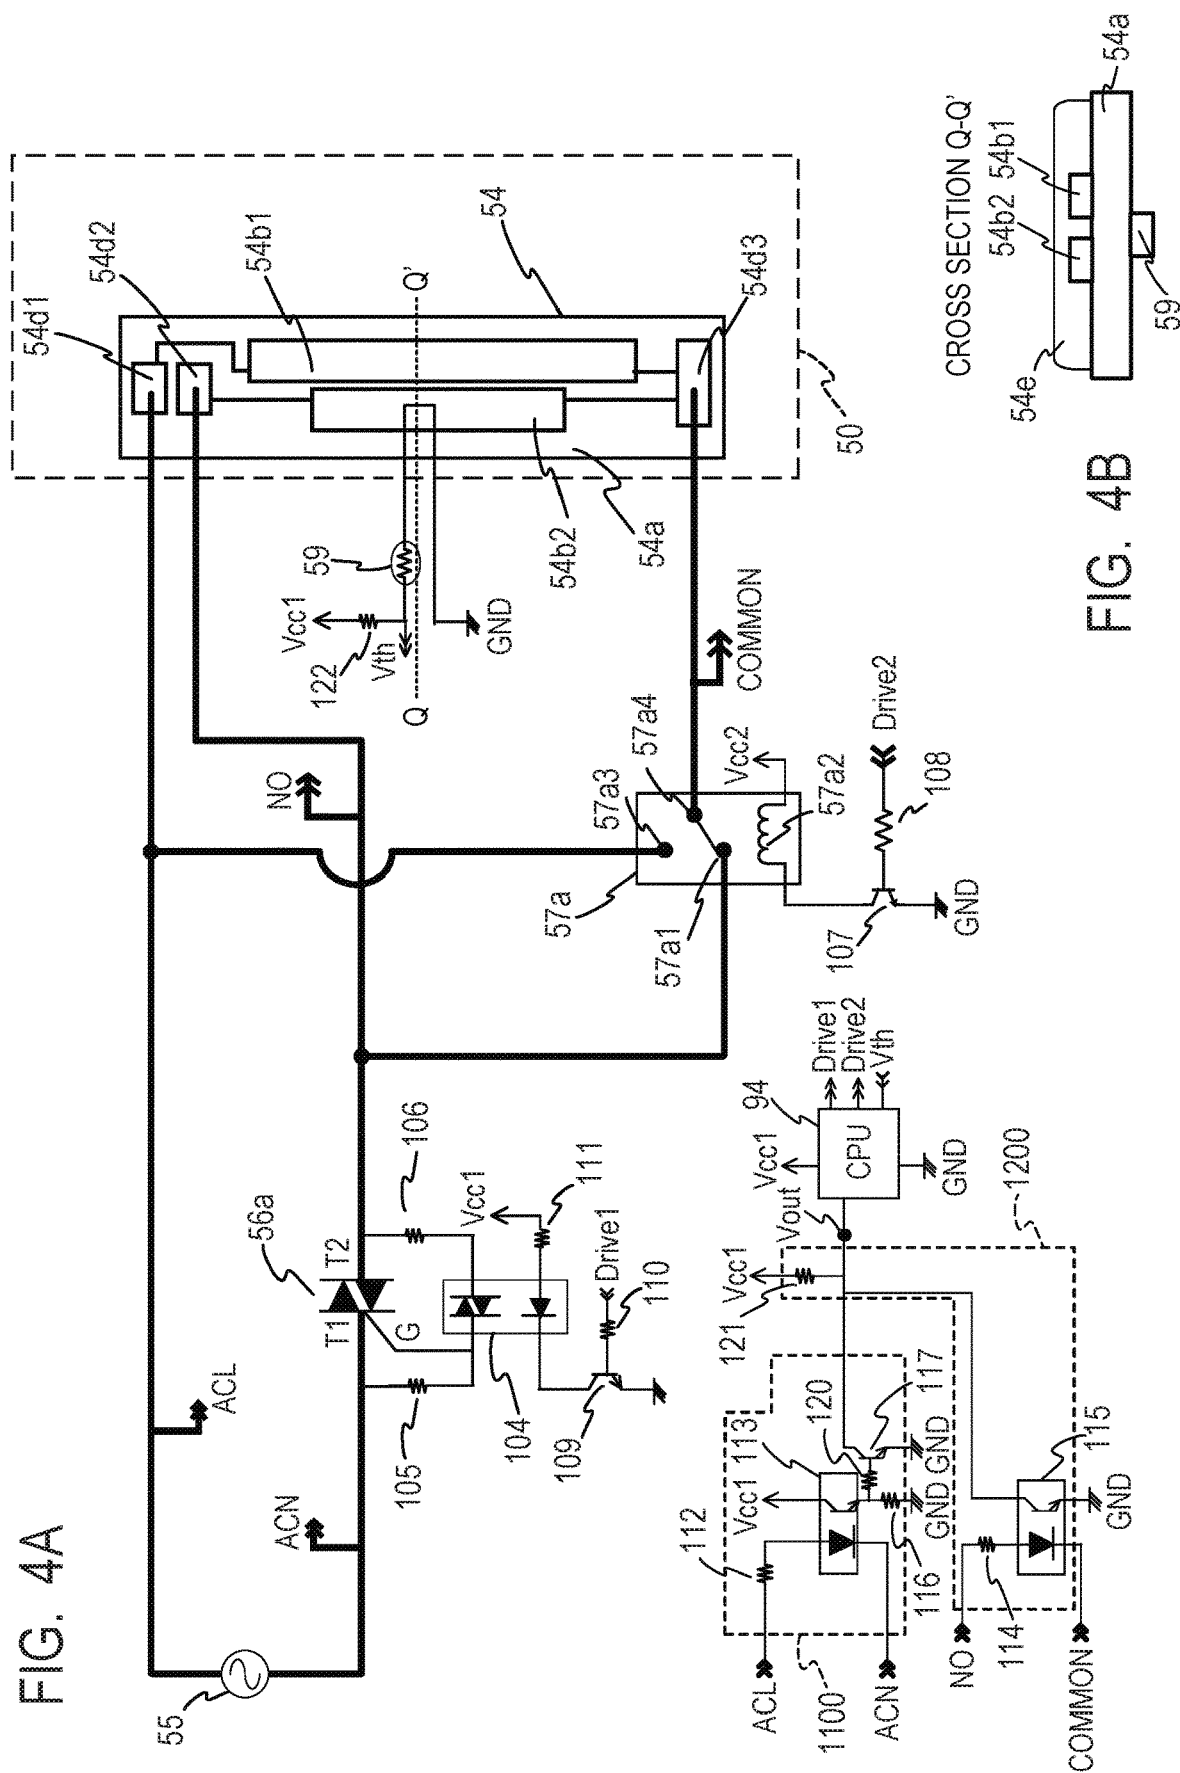 FIG. 4A
55
ACN
ACL
105
T1
T2
G
56a
106
104
Vcc1
111
109
Drive1
110
NO
57a
57a3
57a4
57a1
57a2
Vcc2
COMMON
107
GND
108
Drive2
54d1
54d2
54b1
54
Q'
Q
59
Vcc1
122
Vth
GND
54b2
54a
54d3
50
ACL
1100
ACN
112
Vcc1
113
120
117
116
GND
GND
121
Vcc1
Vout
Vcc1
94
CPU
Drive1
Drive2
Vth
GND
1200
NO
114
COMMON
115
GND
FIG. 4B
CROSS SECTION Q-Q'
54e
54b2
54b1
54a
59